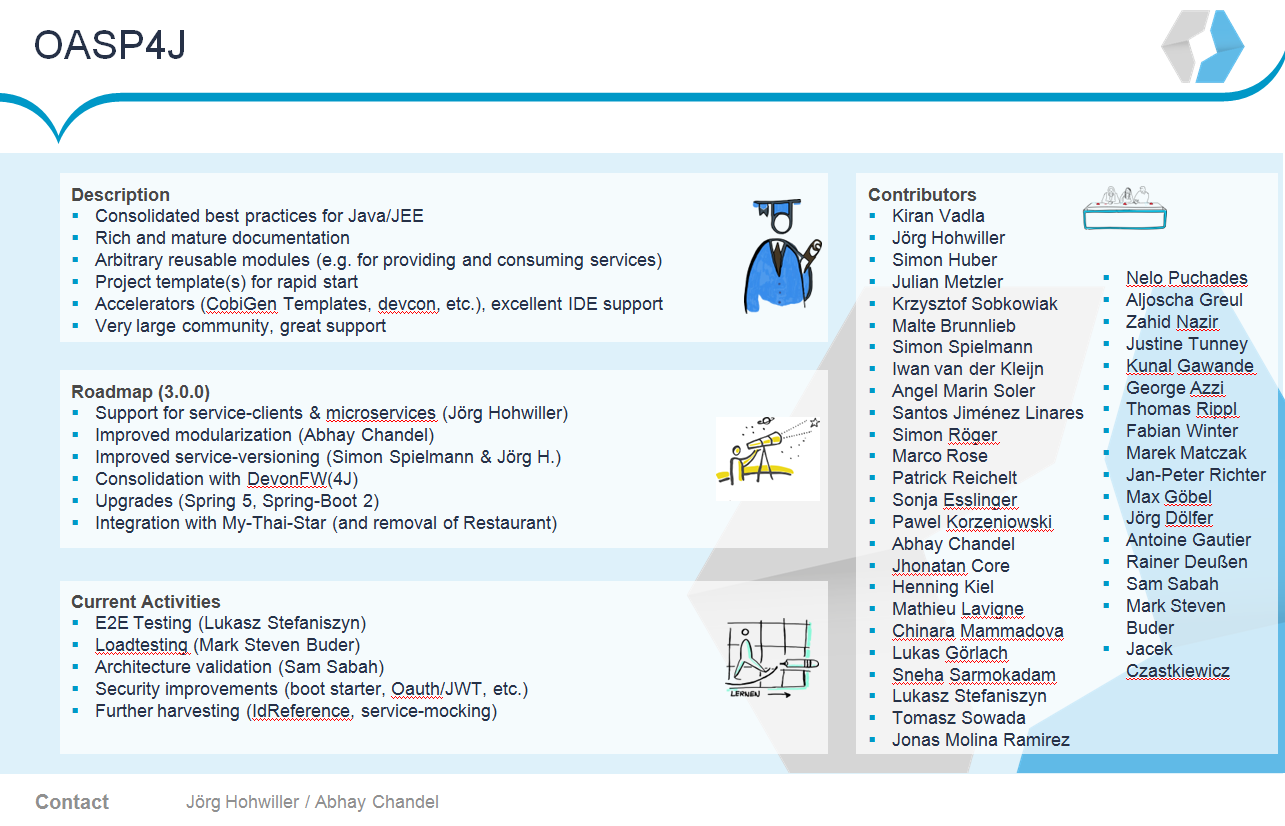 OASP4J
Description
Consolidated best practices for Java/JEE
Rich and mature documentation
Arbitrary reusable modules (e.g. for providing and consuming services)
Project template(s) for rapid start
Accelerators (CobiGen Templates, devcon, etc.), excellent IDE support
Very large community, great support
Roadmap (3.0.0)
Support for service-clients & microservices (Jörg Hohwiller)
Improved modularization (Abhay Chandel)
Improved service-versioning (Simon Spielmann & Jörg H.)
Consolidation with DevonFW(4J)
Upgrades (Spring 5, Spring-Boot 2)
Integration with My-Thai-Star (and removal of Restaurant)
Current Activities
E2E Testing (Lukasz Stefaniszyn)
Loadtesting (Mark Steven Buder)
Architecture validation (Sam Sabah)
Security improvements (boot starter, Oauth/JWT, etc.)
Further harvesting (IdReference, service-mocking)
LERNEN
Contributors
Kiran Vadla
Jörg Hohwiller
Simon Huber
Julian Metzler
Krzysztof Sobkowiak
Malte Brunnlieb
Simon Spielmann
Iwan van der Kleijn
Angel Marin Soler
Santos Jiménez Linares
Simon Röger
Marco Rose
Patrick Reichelt
Sonja Esslinger
Pawel Korzeniowski
Abhay Chandel
Jhonatan Core
Henning Kiel
Mathieu Lavigne
Chinara Mammadova
Lukas Görlach
Sneha Sarmokadam
Lukasz Stefaniszyn
Tomasz Sowada
Jonas Molina Ramirez
Nelo Puchades
Aljoscha Greul
Zahid Nazir
Justine Tunney
Kunal Gawande
George Azzi
Thomas Rippl
Fabian Winter
Marek Matczak
Jan-Peter Richter
Max Göbel
Jörg Dölfer
Antoine Gautier
Rainer Deußen
Sam Sabah
Mark Steven
Buder
Jacek
Czastkiewicz
Contact
Jörg Hohwiller / Abhay Chandel